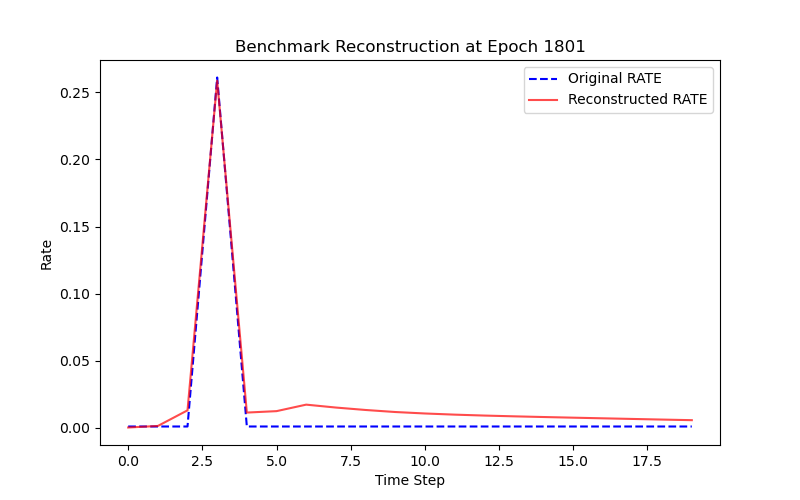 Benchmark Reconstruction at Epoch 1801
Original RATE
Reconstructed RATE
0.25
0.20
0.15
0.10
0.05
0.00
Rate
0.0 2.5 5.0 7.5 10.0 12.5 15.0 17.5
Time Step